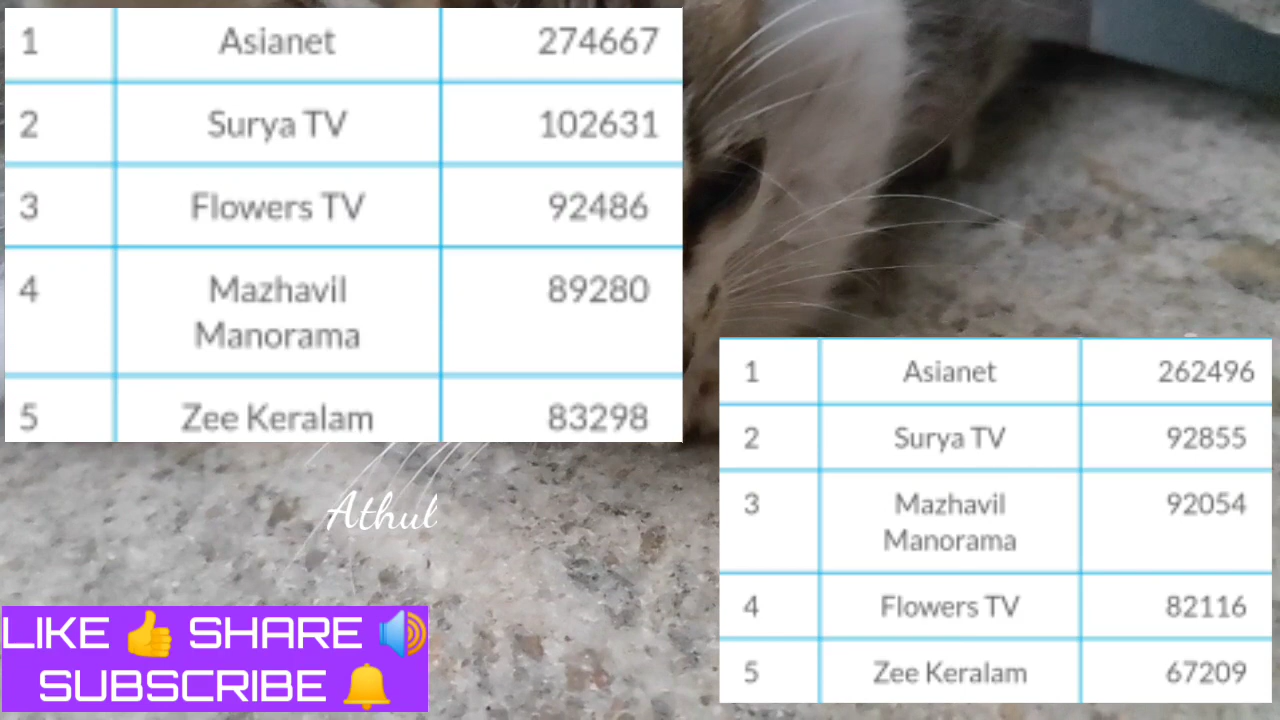 1 Asianet 274667
2 Surya TV 102631
3 Flowers TV 92486
4 Mazhavil 89280
Manorama
5 Zee Keralam 83298
1 Asianet 262496
2 Surya TV 92855
3 Mazhavil 92054
Manorama
4 Flowers TV 82116
5 Zee Keralam 67209
Athul
LIKE 👍 SHARE 🔊
SUBSCRIBE 🔔